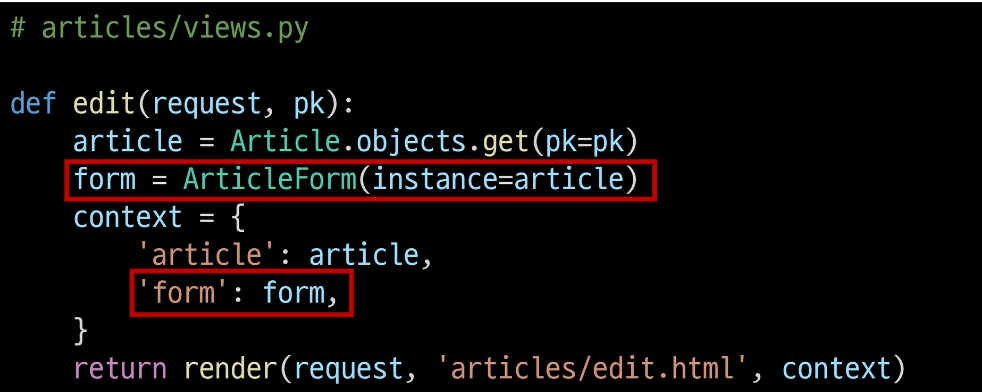 # articles/views.py
def edit(request, pk):
    article = Article.objects.get(pk=pk)
    form = ArticleForm(instance=article)
    context = {
        'article': article,
        'form': form,
    }
    return render(request, 'articles/edit.html', context)